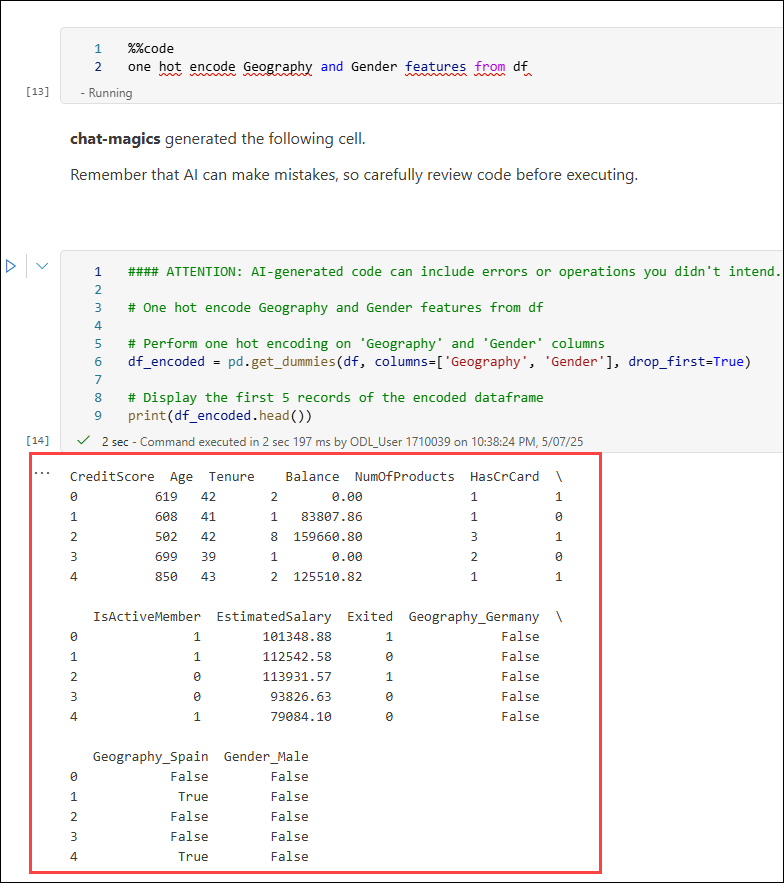 1 %%code
2 one hot encode Geography and Gender features from df
[13] - Running
chat-magics generated the following cell.
Remember that AI can make mistakes, so carefully review code before executing.
1 #### ATTENTION: AI-generated code can include errors or operations you didn't intend.
2
3 # One hot encode Geography and Gender features from df
4
5 # Perform one hot encoding on 'Geography' and 'Gender' columns
6 df_encoded = pd.get_dummies(df, columns=['Geography', 'Gender'], drop_first=True)
7
8 # Display the first 5 records of the encoded dataframe
9 print(df_encoded.head())
[14] 2 sec - Command executed in 2 sec 197 ms by ODL_User 1710039 on 10:38:24 PM, 5/07/25
... CreditScore Age Tenure Balance NumOfProducts HasCrCard \
0 619 42 2 0.00 1 1
1 608 41 1 83807.86 1 0
2 502 42 8 159660.80 3 1
3 699 39 1 0.00 2 0
4 850 43 2 125510.82 1 1
IsActiveMember EstimatedSalary Exited Geography_Germany \
0 1 101348.88 1 False
1 1 112542.58 0 False
2 0 113931.57 1 False
3 0 93826.63 0 False
4 1 79084.10 0 False
Geography_Spain Gender_Male
0 False False
1 True False
2 False False
3 False False
4 True False